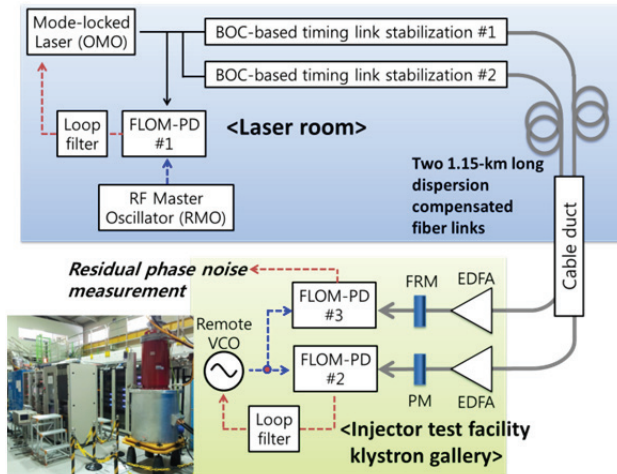 Mode-locked
Laser (OMO)
BOC-based timing link stabilization #1
BOC-based timing link stabilization #2
Loop
filter
FLOM-PD
#1
<Laser room>
RF Master
Oscillator (RMO)
Two 1.15-km long
dispersion
compensated
fiber links
Cable duct
Residual phase noise
measurement
FLOM-PD
#3
FRM
EDFA
Remote
VCO
FLOM-PD
#2
PM
EDFA
Loop
filter
<Injector test facility
klystron gallery>